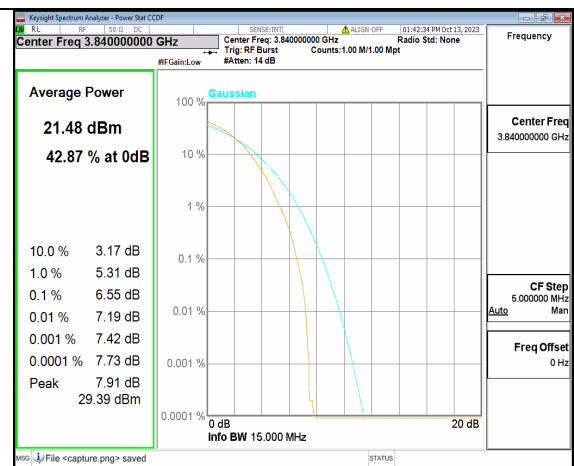 Keysight Spectrum Analyzer - Power Stat CCDF
RL RF 50 Ω DC SENSE:INT ALIGN OFF 01:42:34 PM Oct 13, 2023
Center Freq 3.840000000 GHz
Center Freq: 3.840000000 GHz Radio Std: None
Trig: RF Burst Counts:1.00 M/1.00 Mpt
#IFGain:Low #Atten: 14 dB
Frequency
Average Power
21.48 dBm
42.87 % at 0dB
10.0 % 3.17 dB
1.0 % 5.31 dB
0.1 % 6.55 dB
0.01 % 7.19 dB
0.001 % 7.42 dB
0.0001 % 7.73 dB
Peak 7.91 dB
29.39 dBm
Gaussian
100 %
10 %
1 %
0.1 %
0.01 %
0.001 %
0.0001 %
0 dB 20 dB
Info BW 15.000 MHz
Center Freq
3.840000000 GHz
CF Step
5.000000 MHz
Auto Man
Freq Offset
0 Hz
MSG File <capture.png> saved STATUS